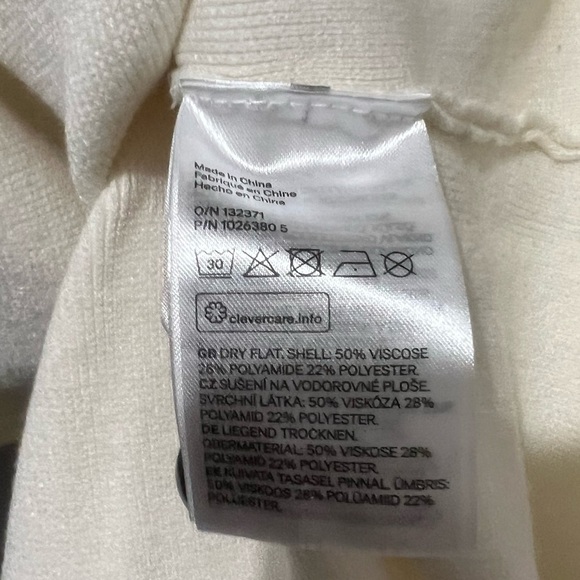 Made in China
Fabriqué en Chine
Hecho en China
O/N 132371
P/N 1026380 5
30
clevercare.info
GB DRY FLAT. SHELL: 50% VISCOSE
28% POLYAMIDE 22% POLYESTER.
CZ SUŠENÍ NA VODOROVNÉ PLOŠE.
SVRCHNÍ LÁTKA: 50% VISKÓZA 28%
POLYAMID 22% POLYESTER.
DE LIEGEND TROCKNEN.
OBERMATERIAL: 50% VISKOSE 28%
POLYAMID 22% POLYESTER.
EE KUIVATA TASASEL PINNAL. ÜMBRIS:
50% VISKOOS 28% POLÜAMIID 22%
POLÜESTER.